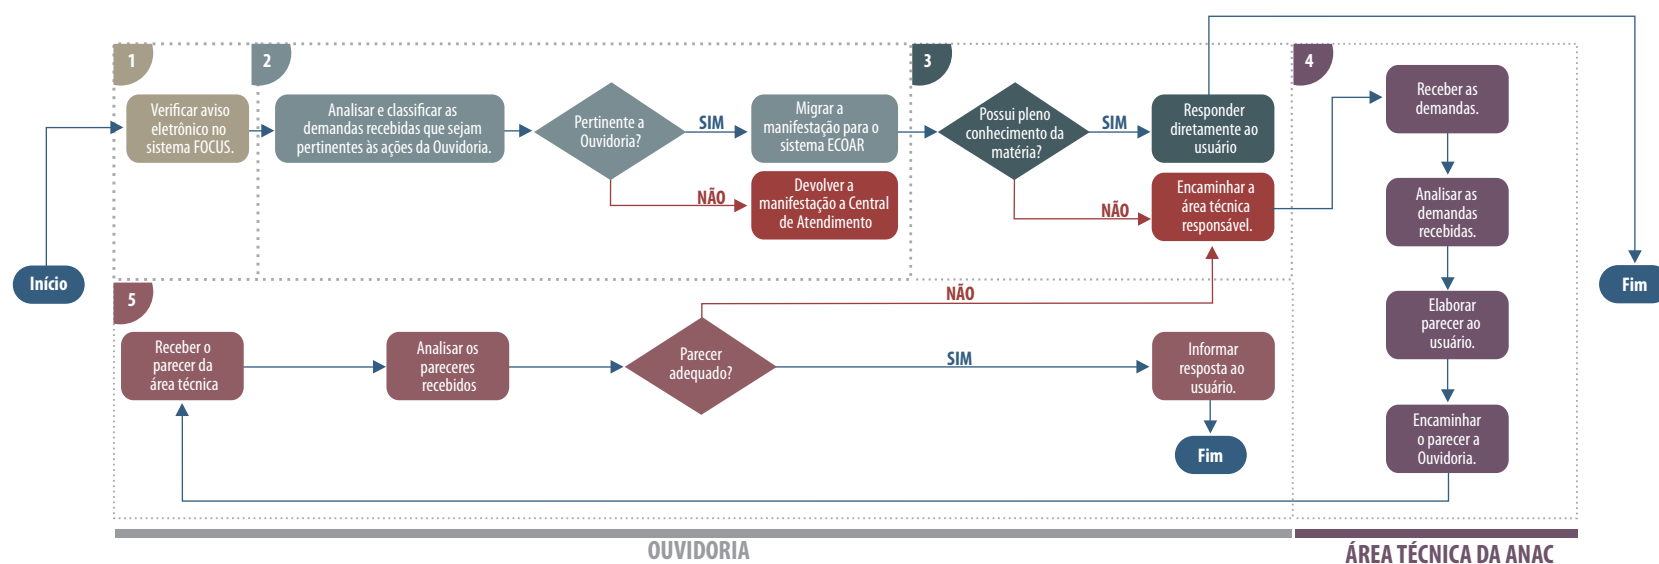 Início
1
Verificar aviso
eletrônico no
sistema FOCUS.
2
Analisar e classificar as
demandas recebidas que sejam
pertinentes às ações da Ouvidoria.
Pertinente a
Ouvidoria?
SIM
Migrar a
manifestação para o
sistema ECOAR
NÃO
Devolver a
manifestação a Central
de Atendimento
3
Possui pleno
conhecimento da
matéria?
SIM
Responder
diretamente ao
usuário
NÃO
Encaminhar a
área técnica
responsável.
4
Receber as
demandas.
Analisar as
demandas
recebidas.
Elaborar
parecer ao
usuário.
Encaminhar
o parecer a
Ouvidoria.
Fim
5
Receber o
parecer da
área técnica
Analisar os
pareceres
recebidos
Parecer
adequado?
NÃO
SIM
Informar
resposta ao
usuário.
Fim
OUVIDORIA
ÁREA TÉCNICA DA ANAC